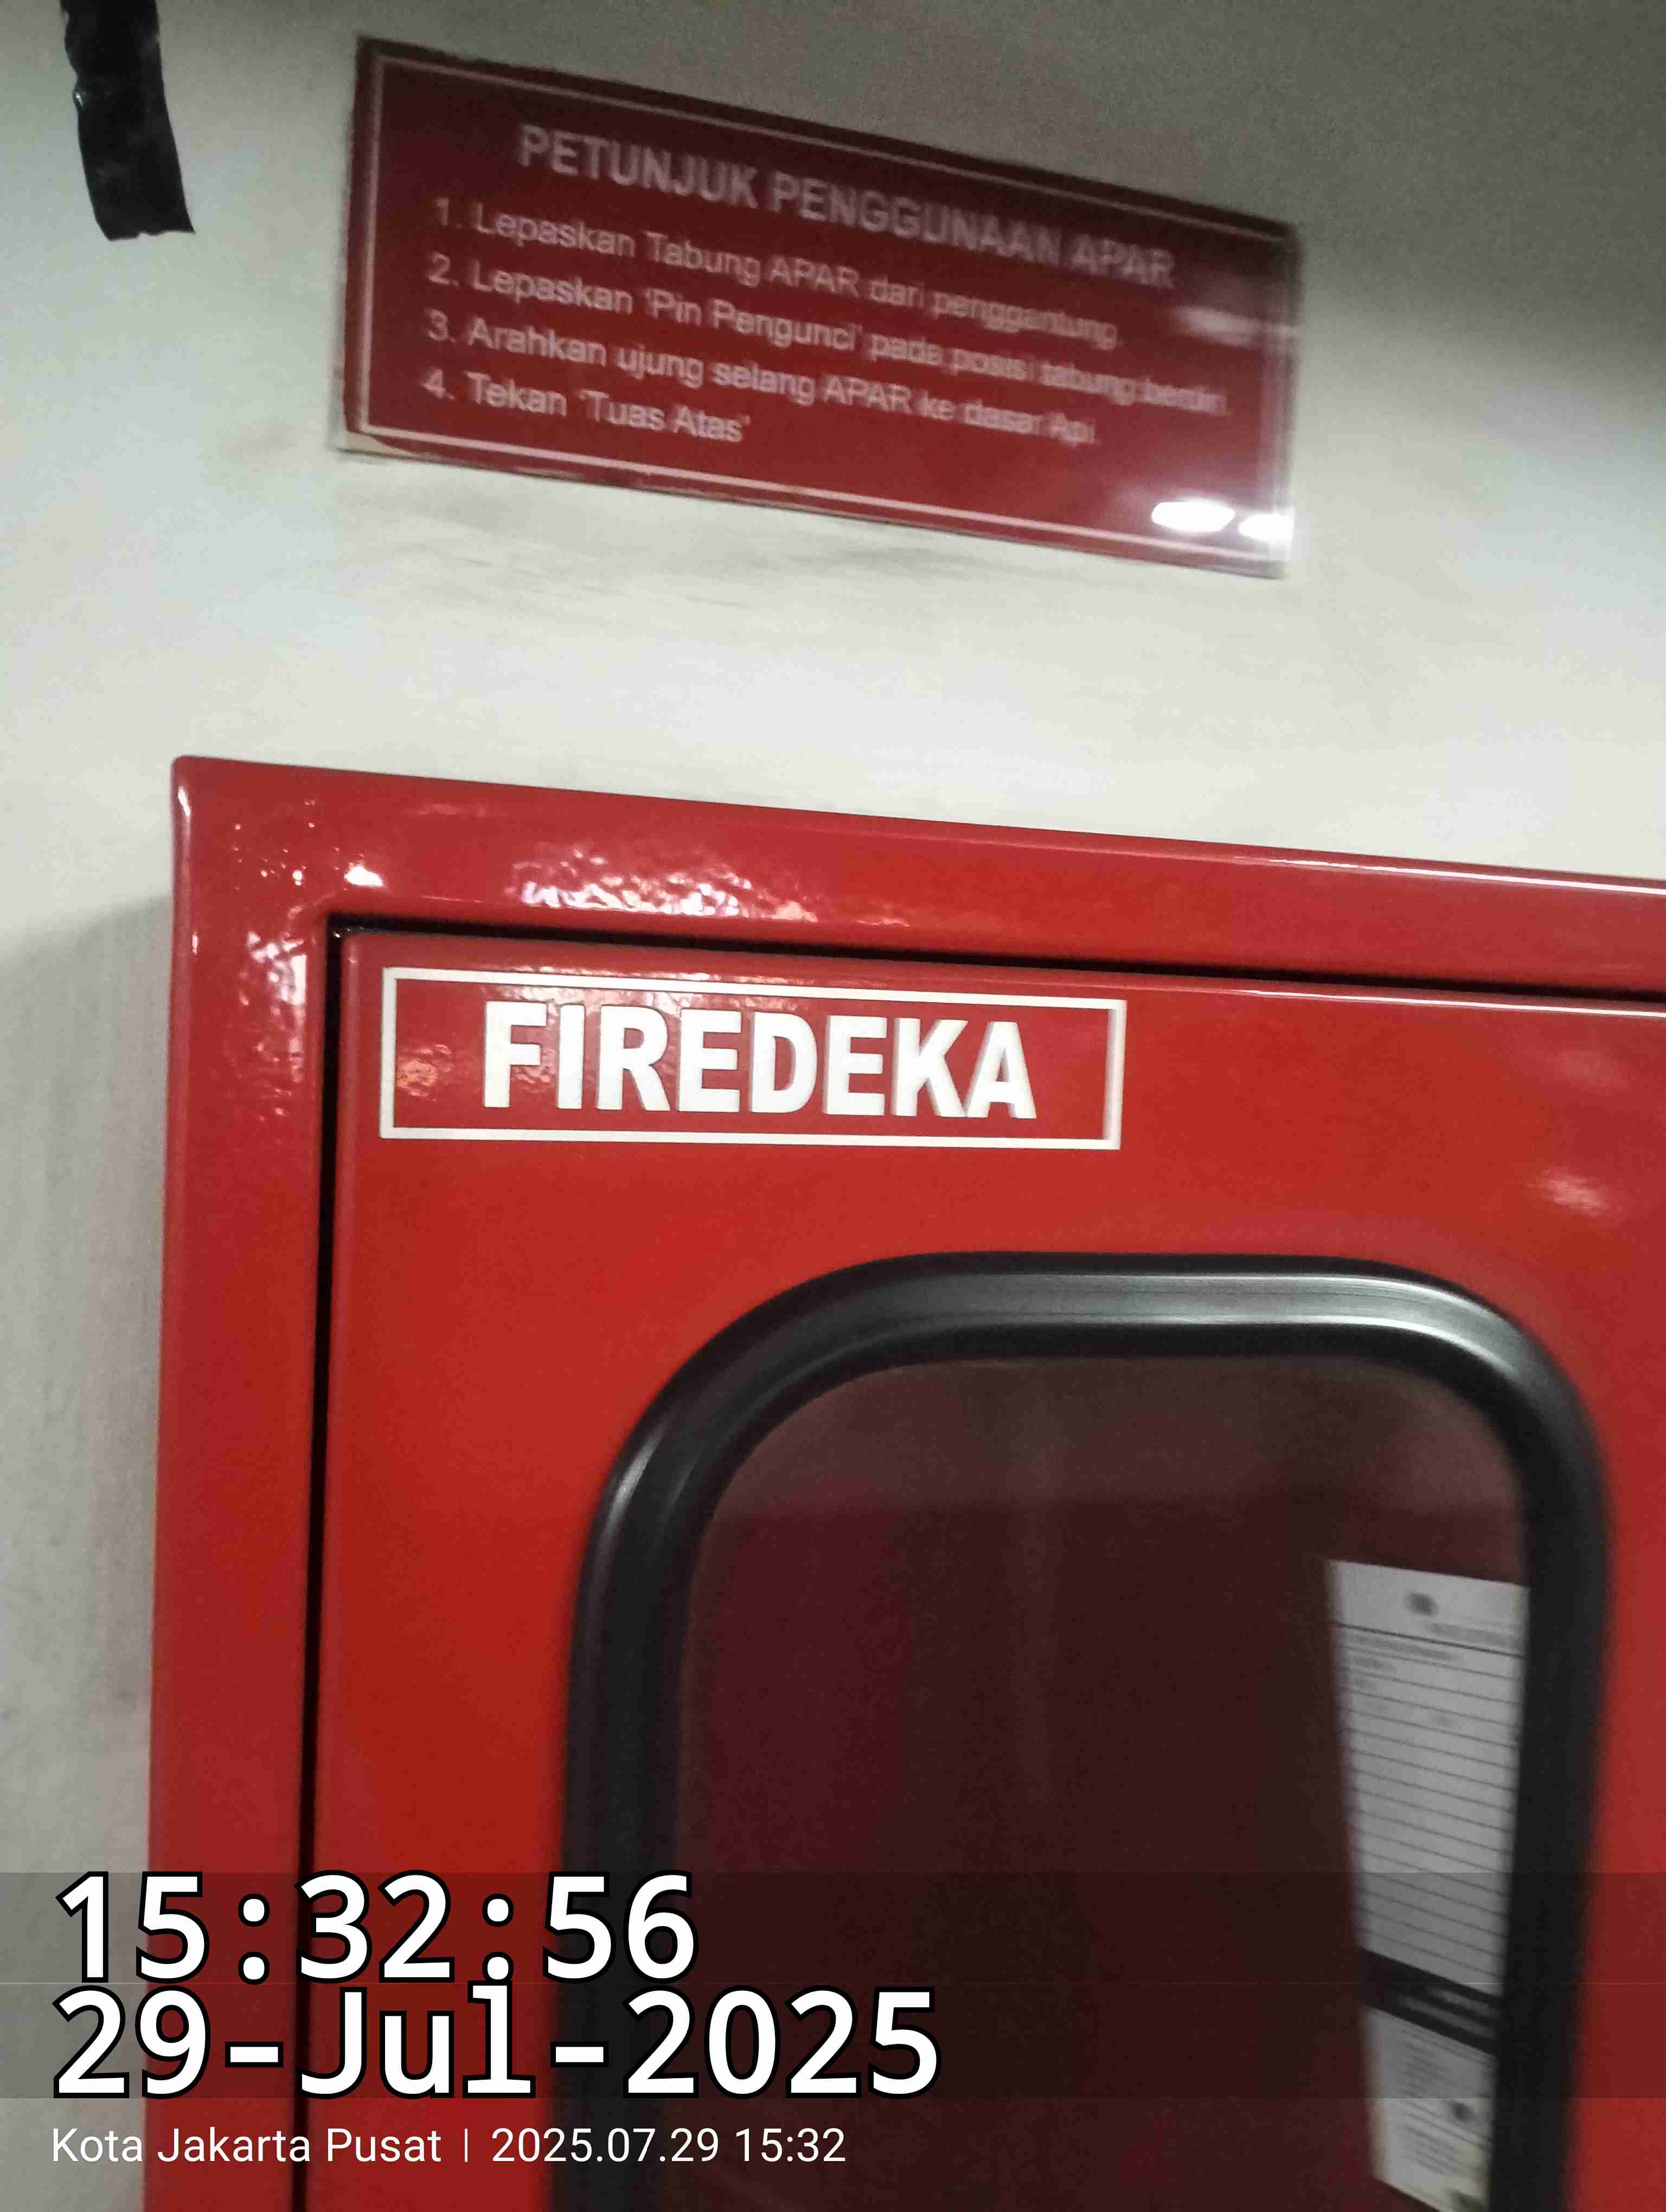 PETUNJUK PENGGUNAAN APAR
1. Lepaskan Tabung APAR dari penggantung.
2. Lepaskan 'Pin Pengunci' pada posisi tabung berdiri.
3. Arahkan ujung selang APAR ke dasar Api.
4. Tekan 'Tuas Atas'
FIREDEKA
15:32:56
29-Jul-2025
Kota Jakarta Pusat | 2025.07.29 15:32